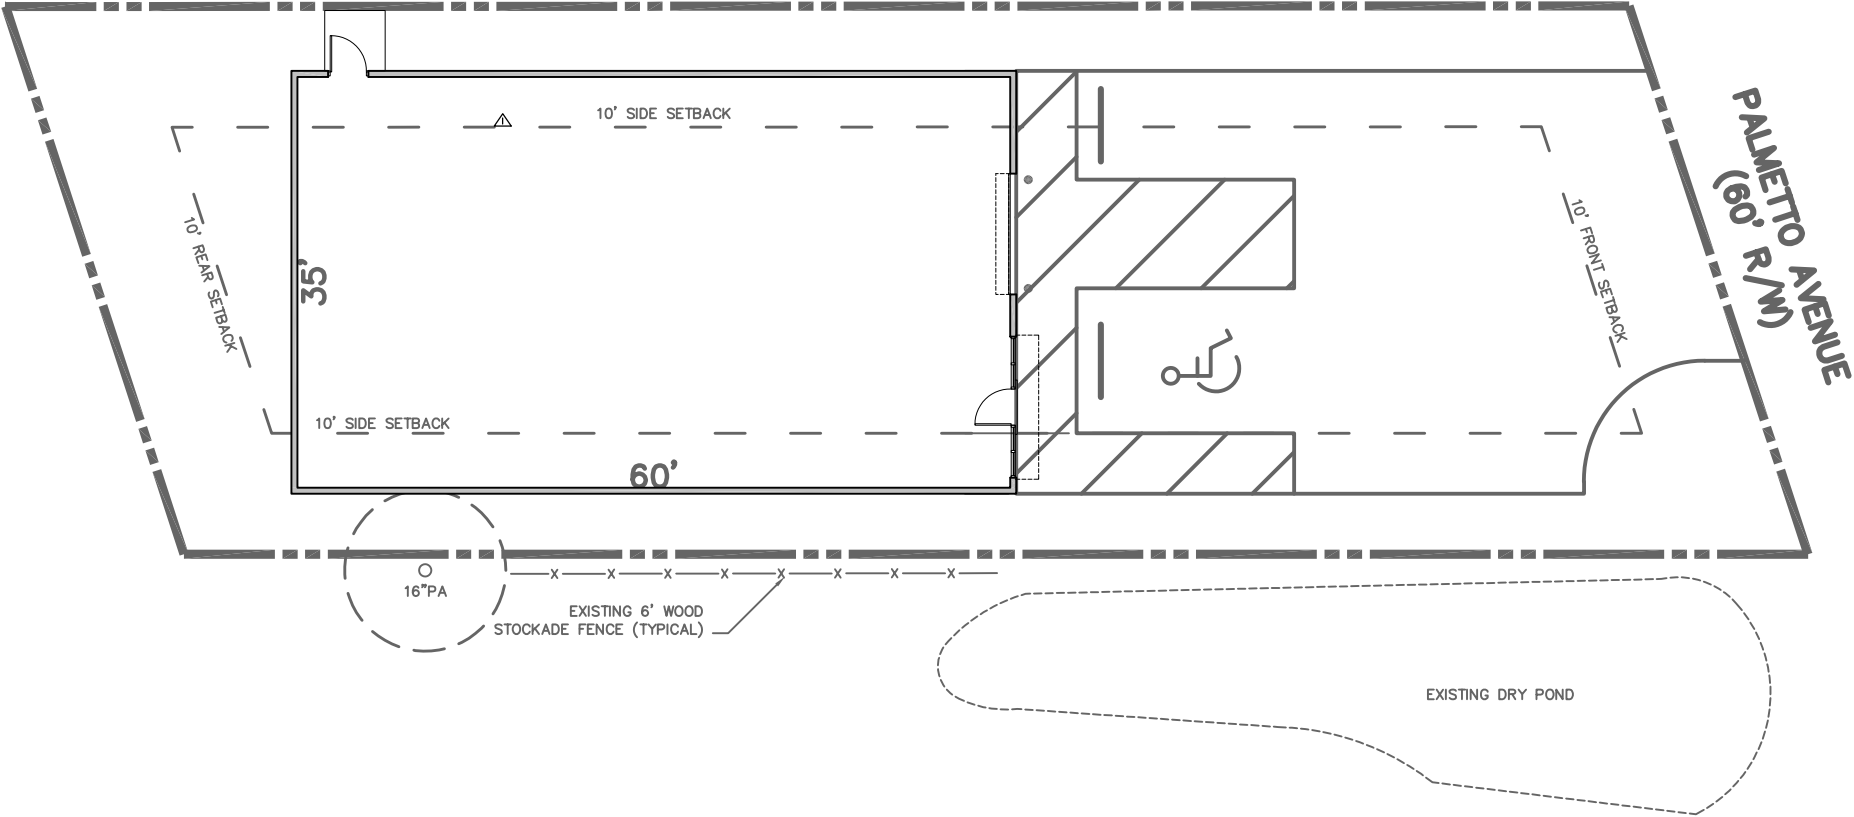 10' SIDE SETBACK
PALMETTO AVENUE
(60' R/W)
10' REAR SETBACK
35'
10' FRONT SETBACK
10' SIDE SETBACK
60'
16"PA
EXISTING 6' WOOD
STOCKADE FENCE (TYPICAL)
X X X X X X X X
EXISTING DRY POND